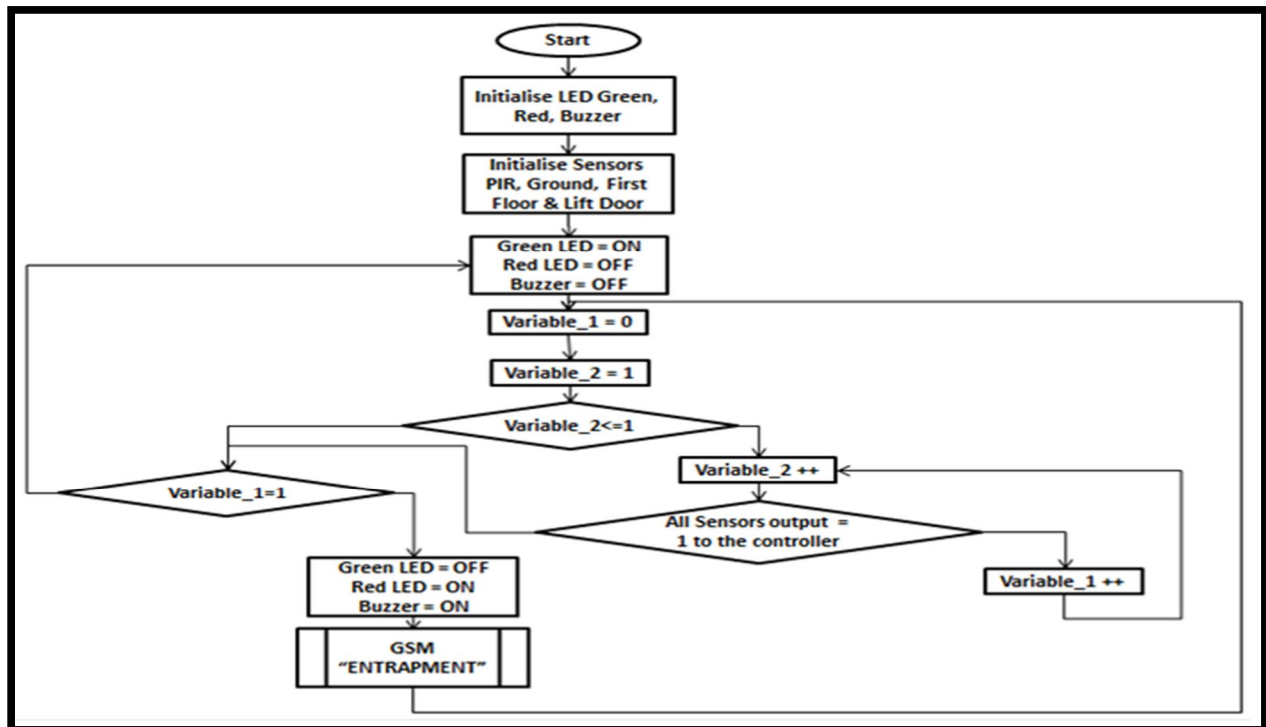 Start
Initialise LED Green,
Red, Buzzer
Initialise Sensors
PIR, Ground, First
Floor & Lift Door
Green LED = ON
Red LED = OFF
Buzzer = OFF
Variable_1 = 0
Variable_2 = 1
Variable_2<=1
Variable_2 ++
Variable_1=1
All Sensors output =
1 to the controller
Green LED = OFF
Red LED = ON
Buzzer = ON
Variable_1 ++
GSM
“ENTRAPMENT”